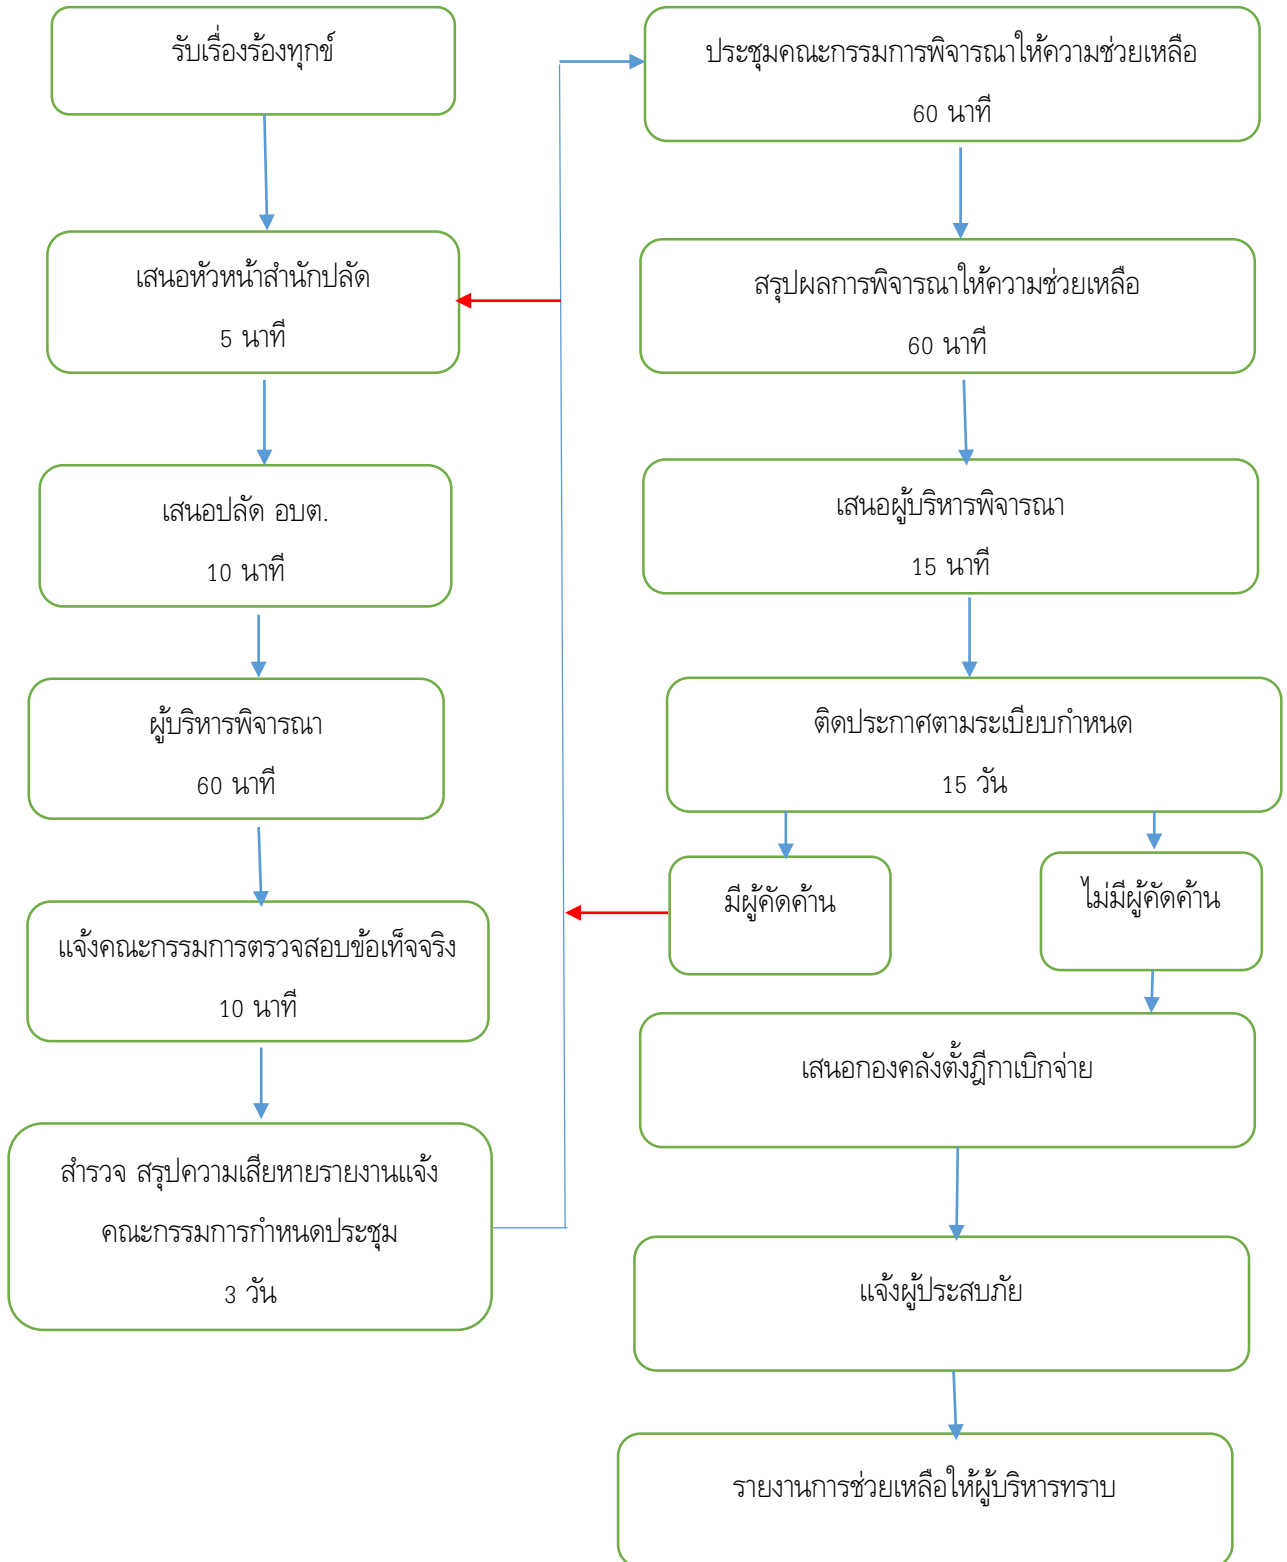 รับเรื่องร้องทุกข์
เสนอหัวหน้าสำนักปลัด
5 นาที
เสนอปลัด อบต.
10 นาที
ผู้บริหารพิจารณา
60 นาที
แจ้งคณะกรรมการตรวจสอบข้อเท็จจริง
10 นาที
สำรวจ สรุปความเสียหายรายงานแจ้ง
คณะกรรมการกำหนดประชุม
3 วัน
ประชุมคณะกรรมการพิจารณาให้ความช่วยเหลือ
60 นาที
สรุปผลการพิจารณาให้ความช่วยเหลือ
60 นาที
เสนอผู้บริหารพิจารณา
15 นาที
ติดประกาศตามระเบียบกำหนด
15 วัน
มีผู้คัดค้าน
ไม่มีผู้คัดค้าน
เสนอกองคลังตั้งฎีกาเบิกจ่าย
แจ้งผู้ประสบภัย
รายงานการช่วยเหลือให้ผู้บริหารทราบ